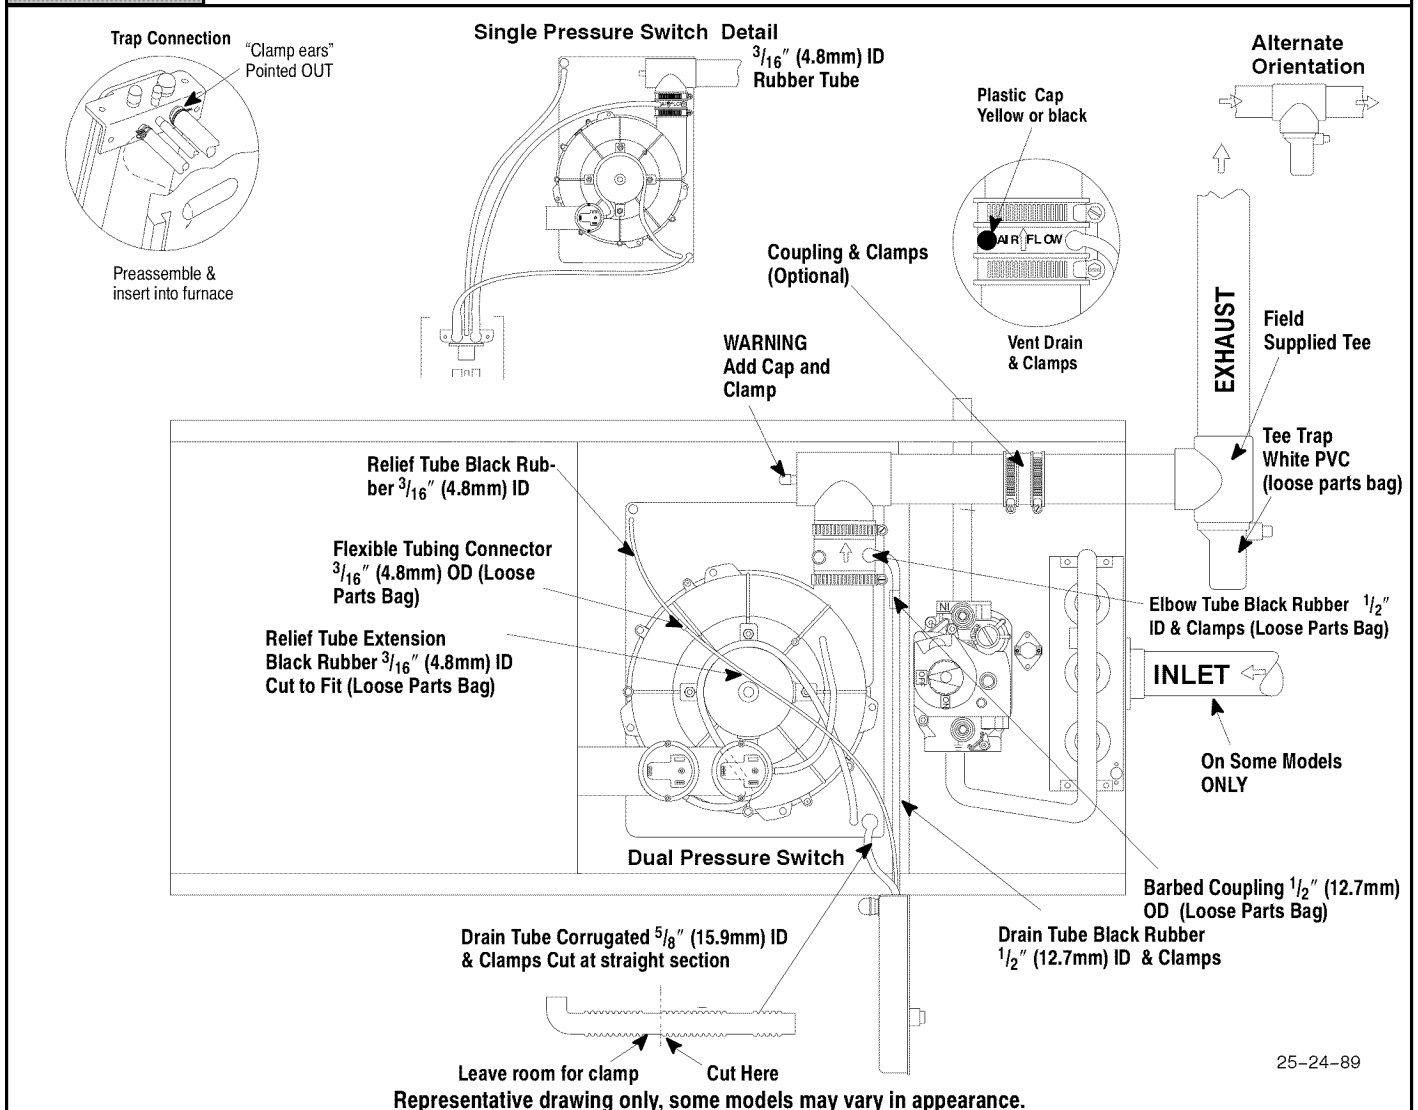 Trap Connection
"Clamp ears"
Pointed OUT
Preassemble &
insert into furnace
Single Pressure Switch Detail
3/16" (4.8mm) ID
Rubber Tube
AIR FLOW
Alternate
Orientation
Plastic Cap
Yellow or black
AIR FLOW
Vent Drain
& Clamps
Coupling & Clamps
(Optional)
WARNING
Add Cap and
Clamp
EXHAUST
Field
Supplied Tee
Tee Trap
White PVC
(loose parts bag)
Relief Tube Black Rub-
ber 3/16" (4.8mm) ID
Flexible Tubing Connector
3/16" (4.8mm) OD (Loose
Parts Bag)
Relief Tube Extension
Black Rubber 3/16" (4.8mm) ID
Cut to Fit (Loose Parts Bag)
IN
Elbow Tube Black Rubber 1/2"
ID & Clamps (Loose Parts Bag)
INLET
On Some Models
ONLY
Dual Pressure Switch
Barbed Coupling 1/2" (12.7mm)
OD (Loose Parts Bag)
Drain Tube Black Rubber
1/2" (12.7mm) ID & Clamps
Drain Tube Corrugated 5/8" (15.9mm) ID
& Clamps Cut at straight section
Leave room for clamp
Cut Here
25-24-89
Representative drawing only, some models may vary in appearance.